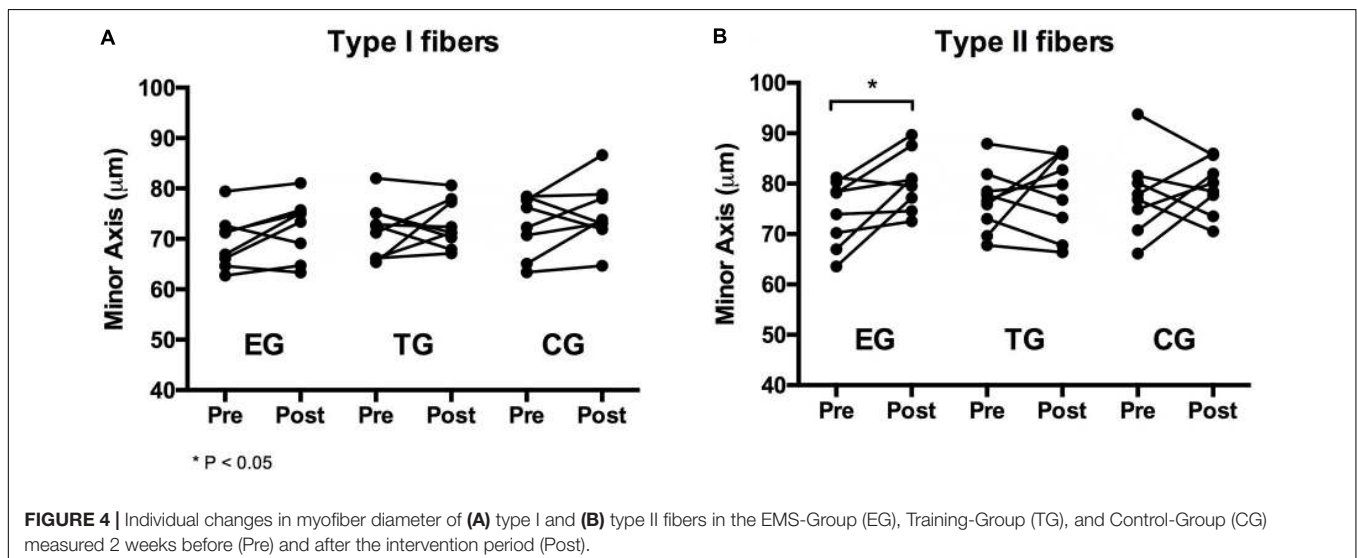 A
Type I fibers
Minor Axis (μm)
100
90
80
70
60
50
40
EG
TG
CG
Pre Post Pre Post Pre Post
* P < 0.05
B
Type II fibers
Minor Axis (μm)
100
90
80
70
60
50
40
*
EG
TG
CG
Pre Post Pre Post Pre Post
FIGURE 4 | Individual changes in myofiber diameter of (A) type I and (B) type II fibers in the EMS-Group (EG), Training-Group (TG), and Control-Group (CG)
measured 2 weeks before (Pre) and after the intervention period (Post).